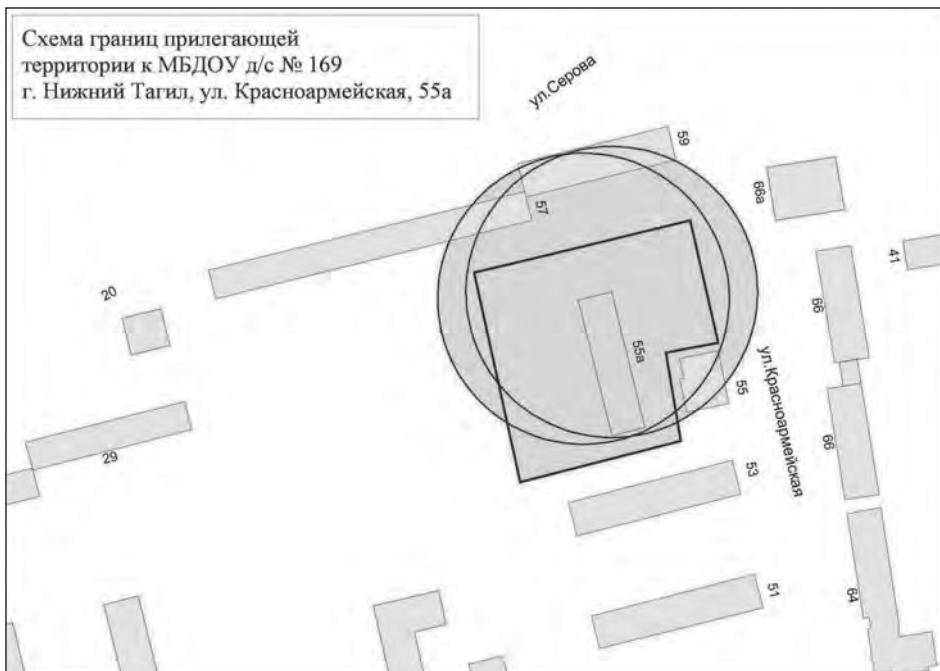 Схема границ прилегающей
территории к МБДОУ д/с № 169
г. Нижний Тагил, ул. Красноармейская, 55а
ул.Серова
59
66а
57
41
20
66
55а
55
ул.Красноармейская
66
29
53
51
64